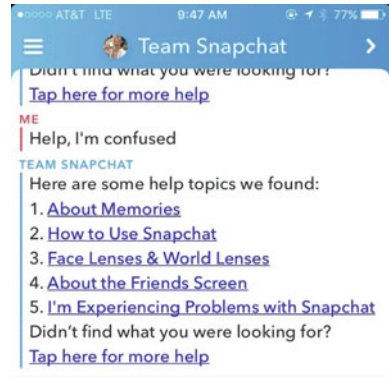 AT&T LTE 9:47 AM 77%
Team Snapchat
Didn't find what you were looking for?
Tap here for more help
ME
Help, I'm confused
TEAM SNAPCHAT
Here are some help topics we found:
1. About Memories
2. How to Use Snapchat
3. Face Lenses & World Lenses
4. About the Friends Screen
5. I'm Experiencing Problems with Snapchat
Didn't find what you were looking for?
Tap here for more help